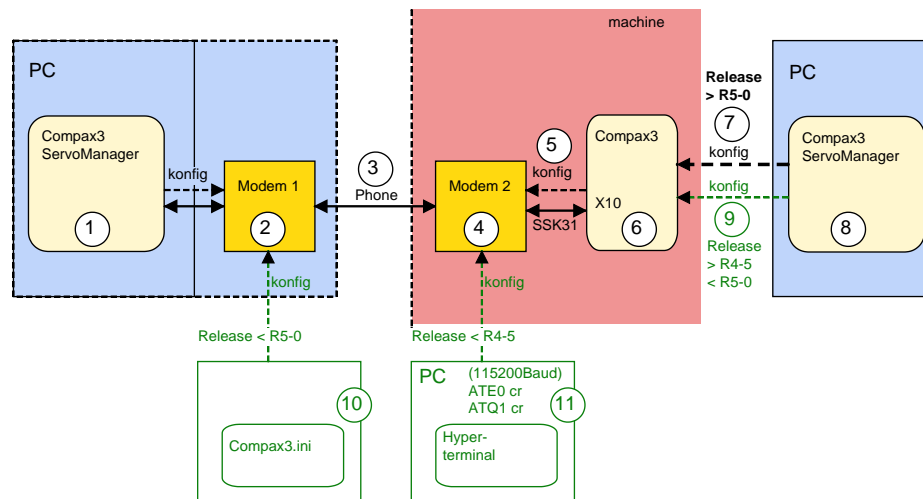 machine
PC
Compax3
ServoManager
konfig
1
Modem 1
2
3
Phone
Modem 2
4
5
konfig
SSK31
Compax3
X10
6
Release
> R5-0
7
konfig
konfig
9
Release
> R4-5
< R5-0
PC
Compax3
ServoManager
8
konfig
Release < R5-0
10
Compax3.ini
konfig
Release < R4-5
PC
(115200Baud)
ATE0 cr
ATQ1 cr
11
Hyper-
terminal